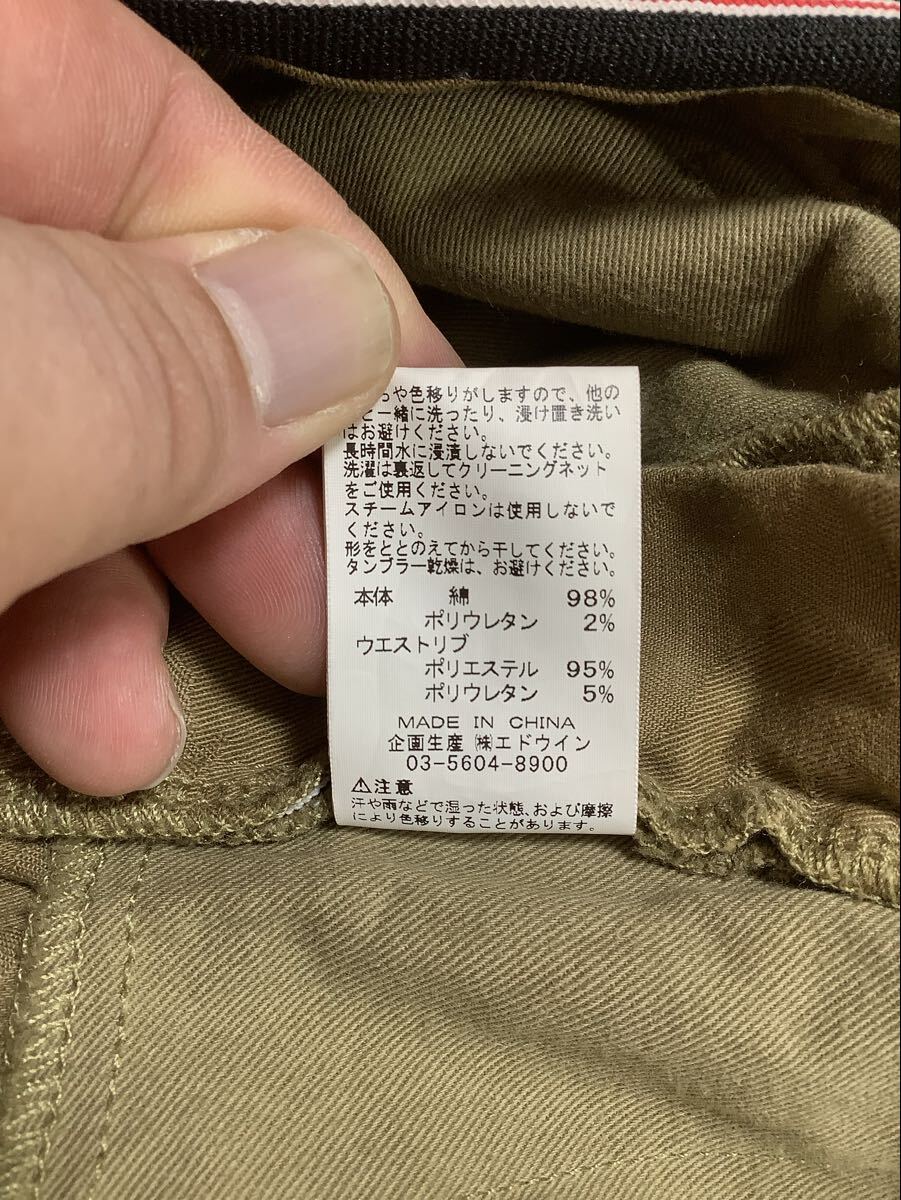 や色移りがしますので、他の
と一緒に洗ったり、浸け置き洗い
はお避けください。
長時間水に浸漬しないでください。
洗濯は裏返してクリーニングネット
をご使用ください。
スチームアイロンは使用しないで
ください。
形をととのえてから干してください。
タンブラー乾燥は、お避けください。
本体 綿 98%
ポリウレタン 2%
ウエストリブ
ポリエステル 95%
ポリウレタン 5%
MADE IN CHINA
企画生産 ㈱エドウイン
03-5604-8900
⚠注意
汗や雨などで湿った状態、および摩擦
により色移りすることがあります。